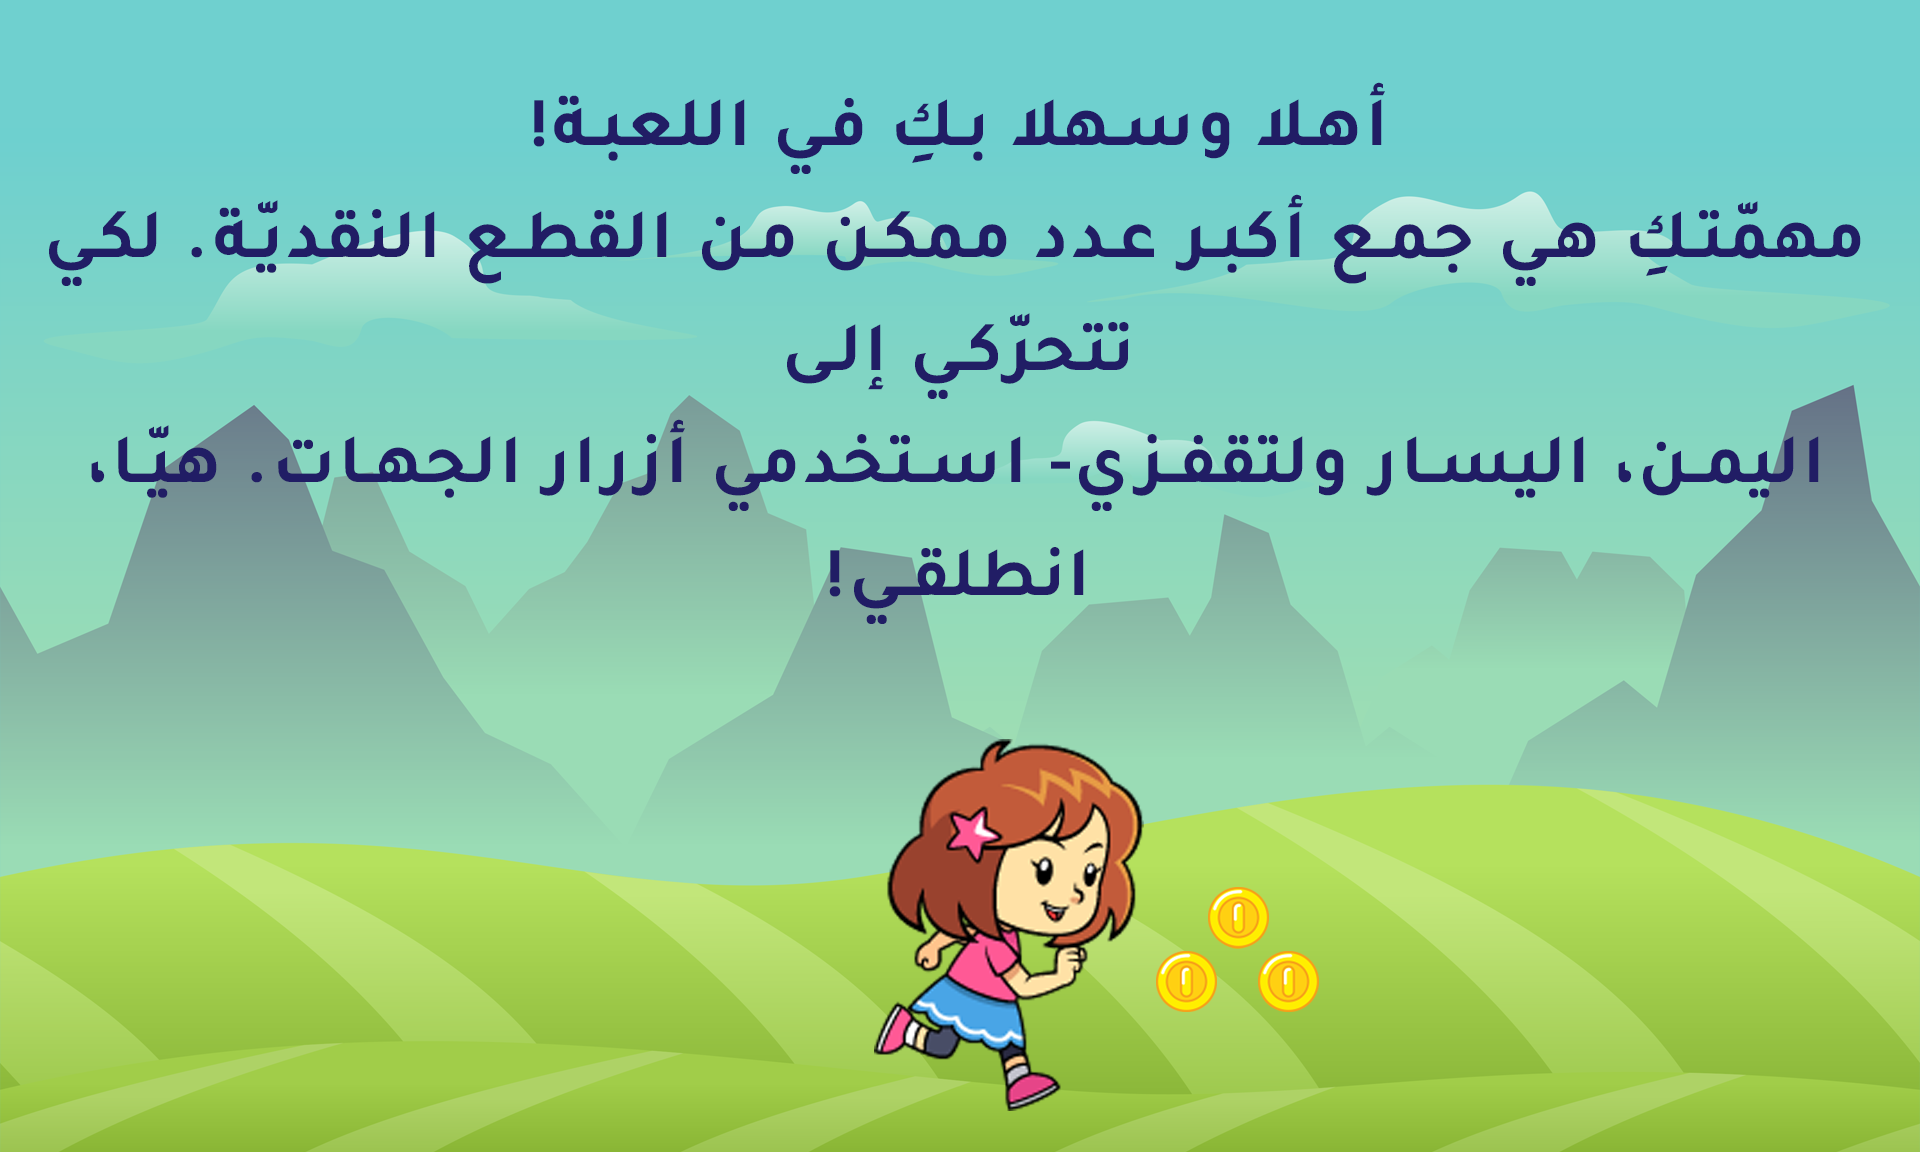 أهلا وسهلا بكِ في اللعبة!
مهمّتكِ هي جمع أكبر عدد ممكن من القطع النقديّة. لكي
تتحرّكي إلى
اليمن، اليسار ولتقفزي- استخدمي أزرار الجهات. هيّا،
انطلقي!